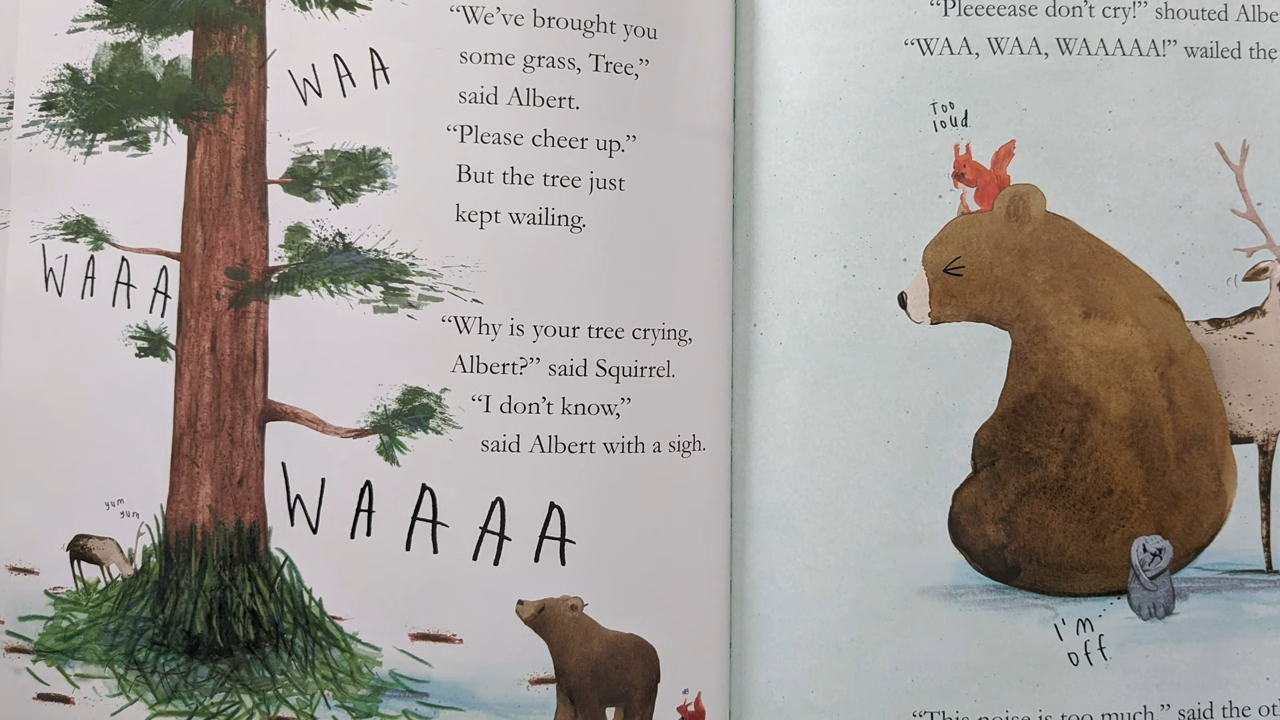 WAA
WAAA
“We’ve brought you
some grass, Tree,”
said Albert.
“Please cheer up.”
But the tree just
kept wailing.
“Why is your tree crying,
Albert?” said Squirrel.
“I don’t know,”
said Albert with a sigh.
WAAAA
yum
yum
“Pleeeease don’t cry!” shouted Albe
“WAA, WAA, WAAAAA!” wailed the
Too
loud
I'm
off
“This noise is too much,” said the ot